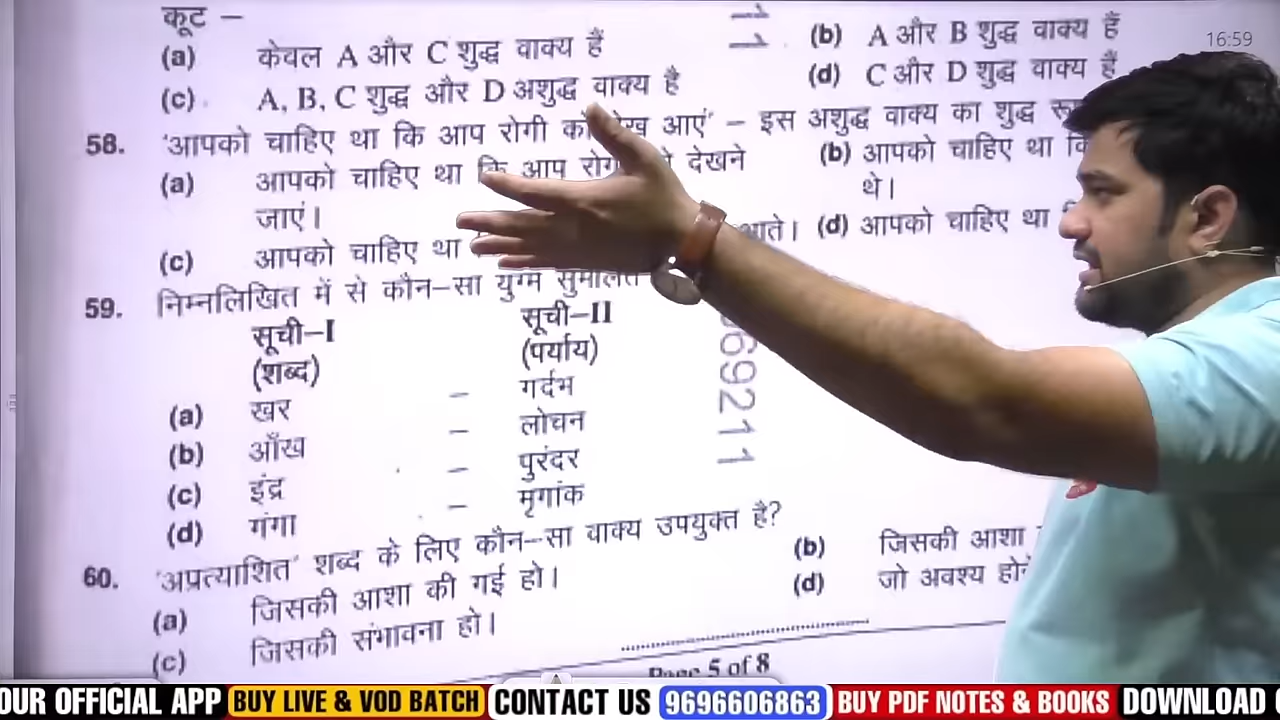 कूट –
(a) केवल A और C शुद्ध वाक्य हैं (b) A और B शुद्ध वाक्य हैं
16:59
(c) A, B, C शुद्ध और D अशुद्ध वाक्य है (d) C और D शुद्ध वाक्य हैं
11
58. 'आपको चाहिए था कि आप रोगी को देख आएं' – इस अशुद्ध वाक्य का शुद्ध
(a) आपको चाहिए था कि आप देखने (b) आपको चाहिए था
जाएं। थे।
(c) आपको चाहिए था आते। (d) आपको चाहिए था
59. निम्नलिखित में से कौन-सा युग्म
सूची-I सूची-II
(शब्द) (पर्याय)
(a) खर – गर्दभ
(b) आँख – लोचन
(c) इंद्र – पुरंदर
(d) गंगा – मृगांक
69211
60. 'अप्रत्याशित' शब्द के लिए कौन-सा वाक्य उपयुक्त है?
(a) जिसकी आशा की गई हो। (b) जिसकी आशा
(c) जिसकी संभावना हो। (d) जो अवश्य
Page 5 of 8
OUR OFFICIAL APP BUY LIVE & VOD BATCH CONTACT US 9696606863 BUY PDF NOTES & BOOKS DOWNLOAD